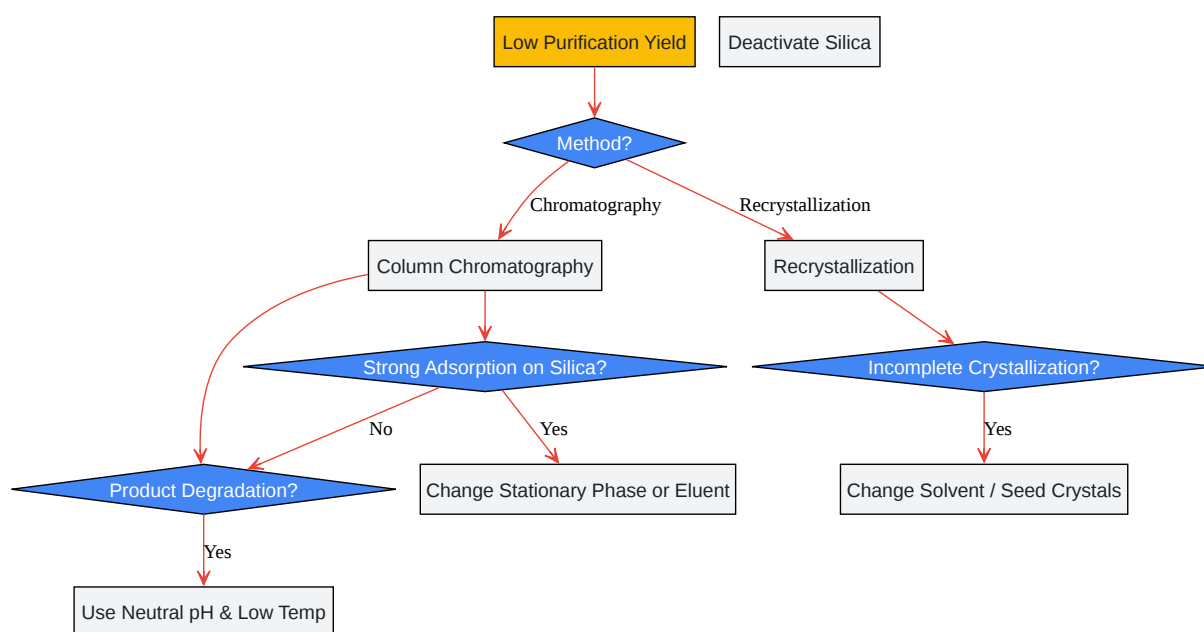 Low Purification Yield
Deactivate Silica
Method?
Chromatography
Recrystallization
Column Chromatography
Recrystallization
Strong Adsorption on Silica?
Incomplete Crystallization?
No
Yes
Yes
Product Degradation?
Change Stationary Phase or Eluent
Change Solvent / Seed Crystals
Yes
Use Neutral pH & Low Temp